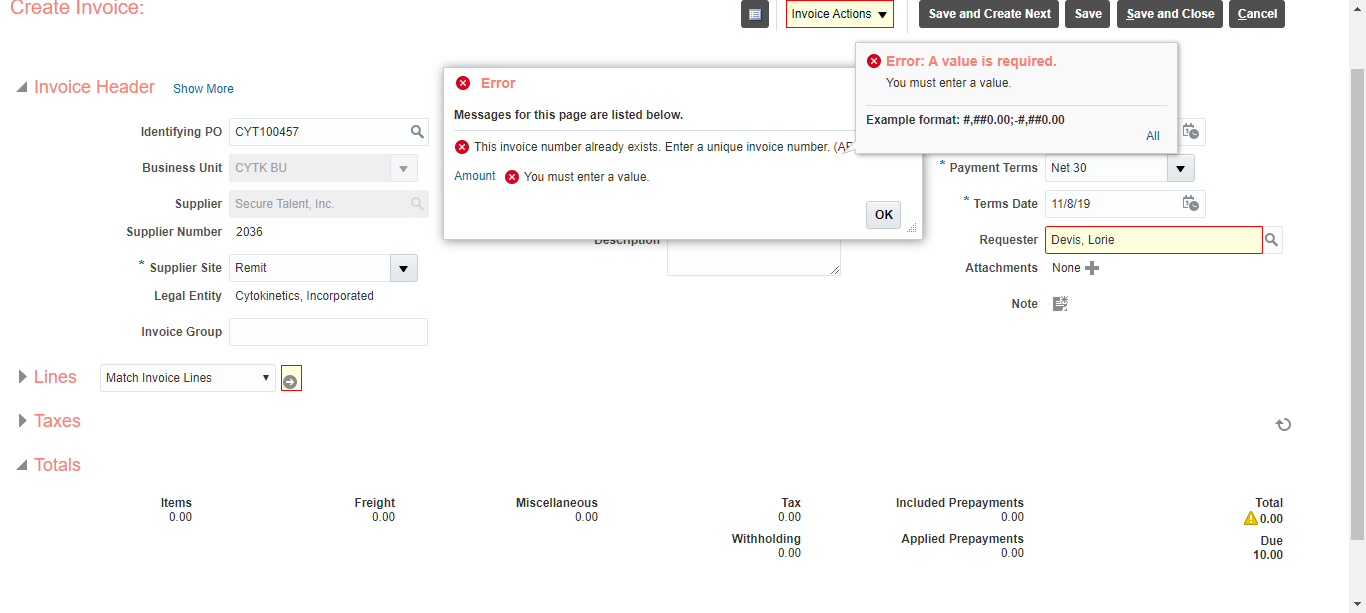 Create Invoice:
Invoice Actions
Save and Create Next
Save
Save and Close
Cancel
Error: A value is required.
You must enter a value.
Example format: #,##0.00;-#,##0.00
All
Error
Messages for this page are listed below.
This invoice number already exists. Enter a unique invoice number. (AP
Amount You must enter a value.
OK
Invoice Header Show More
Identifying PO CYT100457
Business Unit CYTK BU
Supplier Secure Talent, Inc.
Supplier Number 2036
* Supplier Site Remit
Legal Entity Cytokinetics, Incorporated
Invoice Group
Description
* Payment Terms Net 30
* Terms Date 11/8/19
Requester Devis, Lorie
Attachments None
Note
Lines Match Invoice Lines
Taxes
Totals
Items Freight Miscellaneous Tax Included Prepayments Total
0.00 0.00 0.00 0.00 0.00 0.00
Withholding Applied Prepayments Due
0.00 0.00 10.00